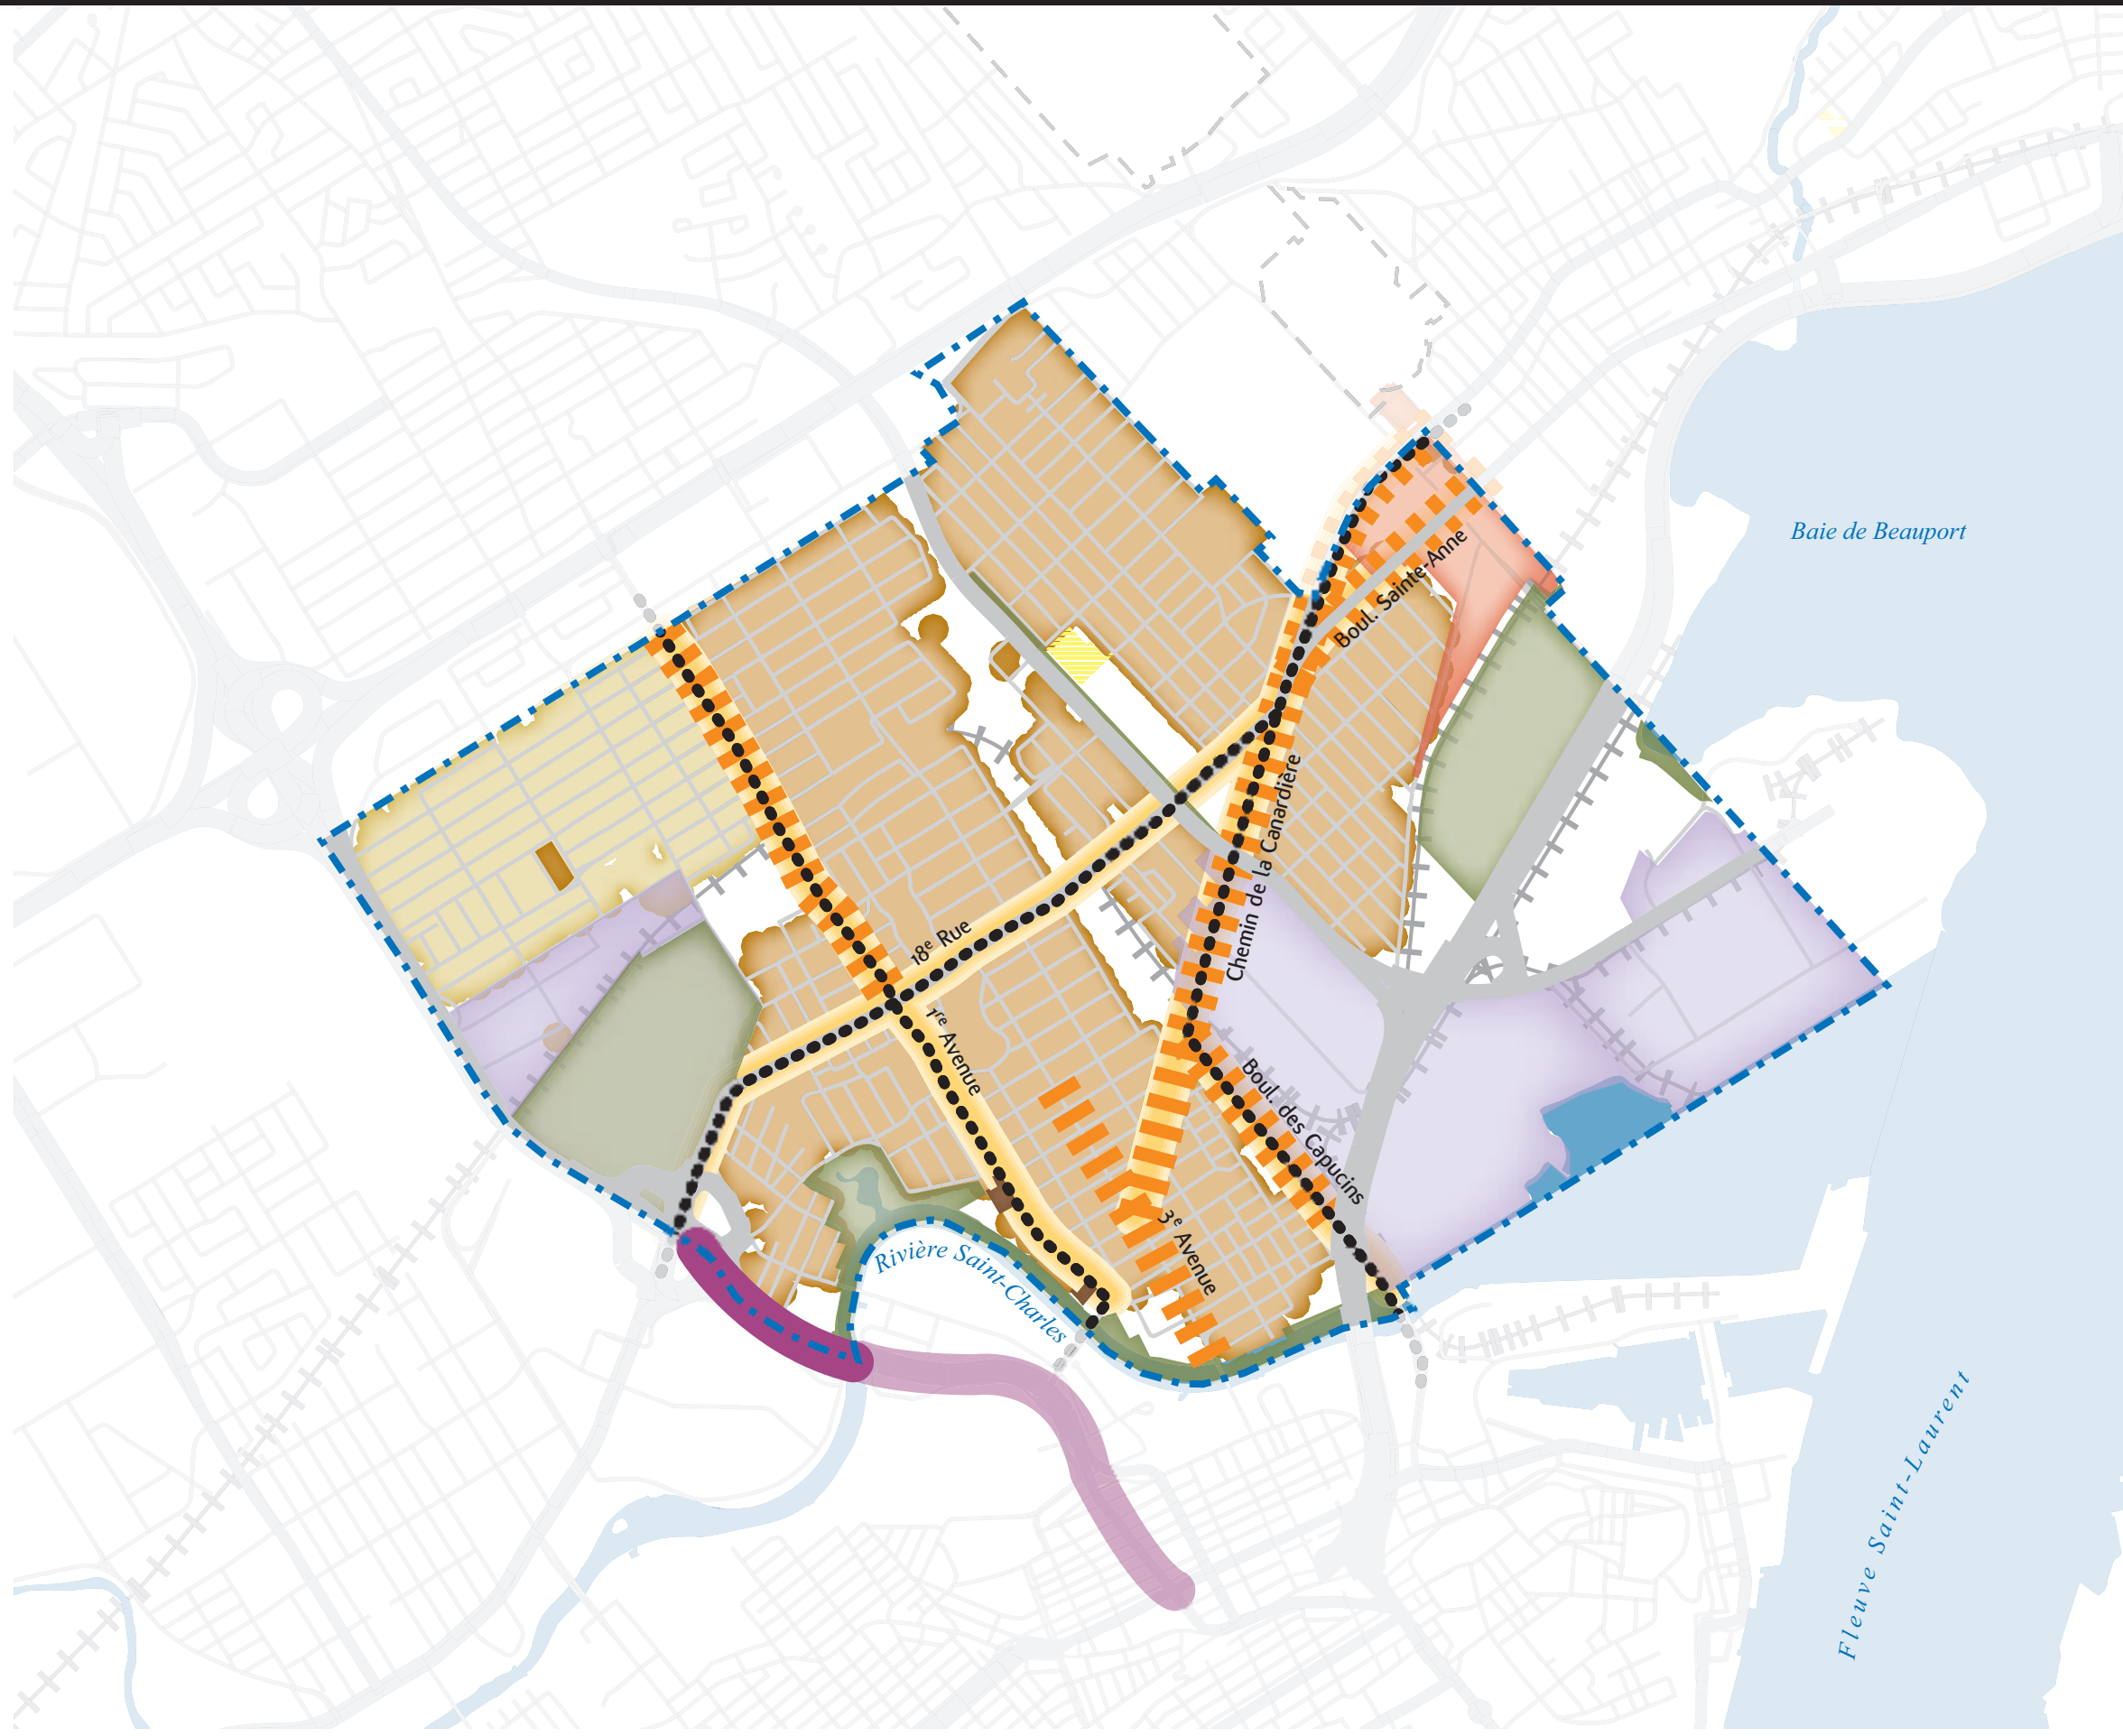 Baie de Beauport
Boul. Sainte-Anne
Chemin de la Canardière
18e Rue
1re Avenue
Boul. des Capucins
3e Avenue
Rivière Saint-Charles
Fleuve Saint-Laurent